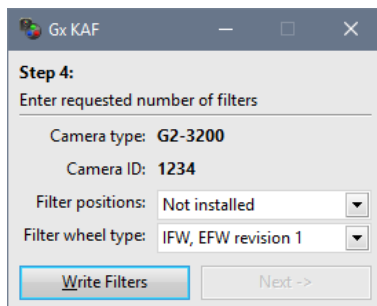 Gx KAF
Step 4:
Enter requested number of filters
Camera type: G2-3200
Camera ID: 1234
Filter positions: Not installed
Filter wheel type: IFW, EFW revision 1
Write Filters Next ->